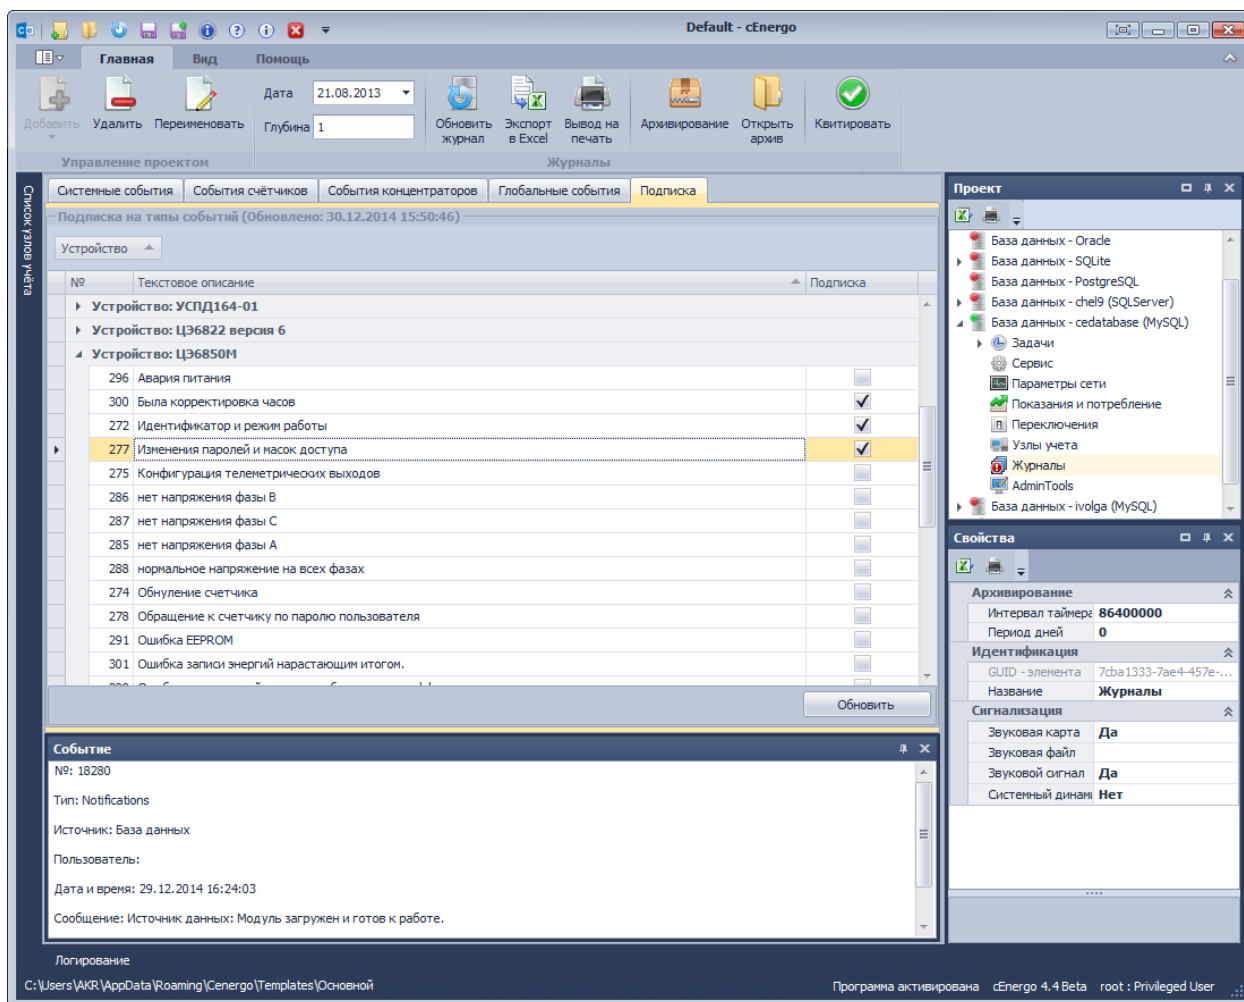 Default - cEnergo
Главная Вид Помощь
Добавить Удалить Переименовать
Управление проектом
Дата 21.08.2013
Глубина 1
Обновить журнал Экспорт в Excel Вывод на печать Архивирование Открыть архив Квитировать
Журналы
Список узлов учёта
Системные события События счётчиков События концентраторов Глобальные события Подписка
Подписка на типы событий (Обновлено: 30.12.2014 15:50:46)
Устройство
№ Текстовое описание Подписка
Устройство: УСПД164-01
Устройство: ЦЭ6822 версия 6
Устройство: ЦЭ6850М
296 Авария питания
300 Была корректировка часов
272 Идентификатор и режим работы
277 Изменения паролей и масок доступа
275 Конфигурация телеметрических выходов
286 нет напряжения фазы В
287 нет напряжения фазы С
285 нет напряжения фазы А
288 нормальное напряжение на всех фазах
274 Обнуление счетчика
278 Обращение к счетчику по паролю пользователя
291 Ошибка EEPROM
301 Ошибка записи энергий нарастающим итогом.
Обновить
Событие
№: 18280
Тип: Notifications
Источник: База данных
Пользователь:
Дата и время: 29.12.2014 16:24:03
Сообщение: Источник данных: Модуль загружен и готов к работе.
Проект
База данных - Oracle
База данных - SQLite
База данных - PostgreSQL
База данных - chel9 (SQLServer)
База данных - cedatabase (MySQL)
Задачи
Сервис
Параметры сети
Показания и потребление
Переключения
Узлы учета
Журналы
AdminTools
База данных - ivolga (MySQL)
Свойства
Архивирование
Интервал таймера 86400000
Период дней 0
Идентификация
GUID - элемента 7cba1333-7ae4-457e-...
Название Журналы
Сигнализация
Звуковая карта Да
Звуковой файл
Звуковой сигнал Да
Системный динам Нет
Логирование
C:\Users\AKR\AppData\Roaming\Cenergo\Templates\Основной
Программа активирована cEnergo 4.4 Beta root : Privileged User